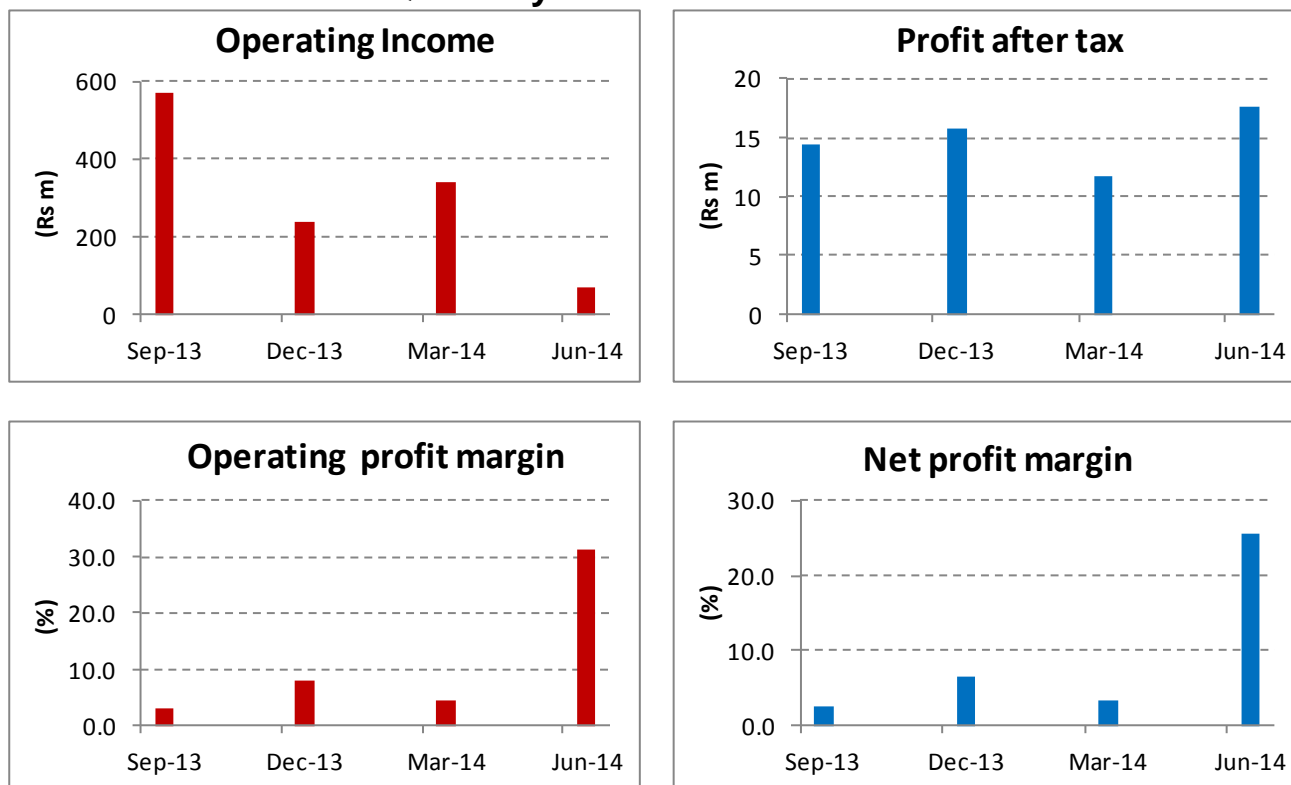 Operating Income
600
400
200
0
(Rs m)
Sep-13 Dec-13 Mar-14 Jun-14
Profit after tax
20
15
10
5
0
(Rs m)
Sep-13 Dec-13 Mar-14 Jun-14
Operating profit margin
40.0
30.0
20.0
10.0
0.0
(%)
Sep-13 Dec-13 Mar-14 Jun-14
Net profit margin
30.0
20.0
10.0
0.0
(%)
Sep-13 Dec-13 Mar-14 Jun-14